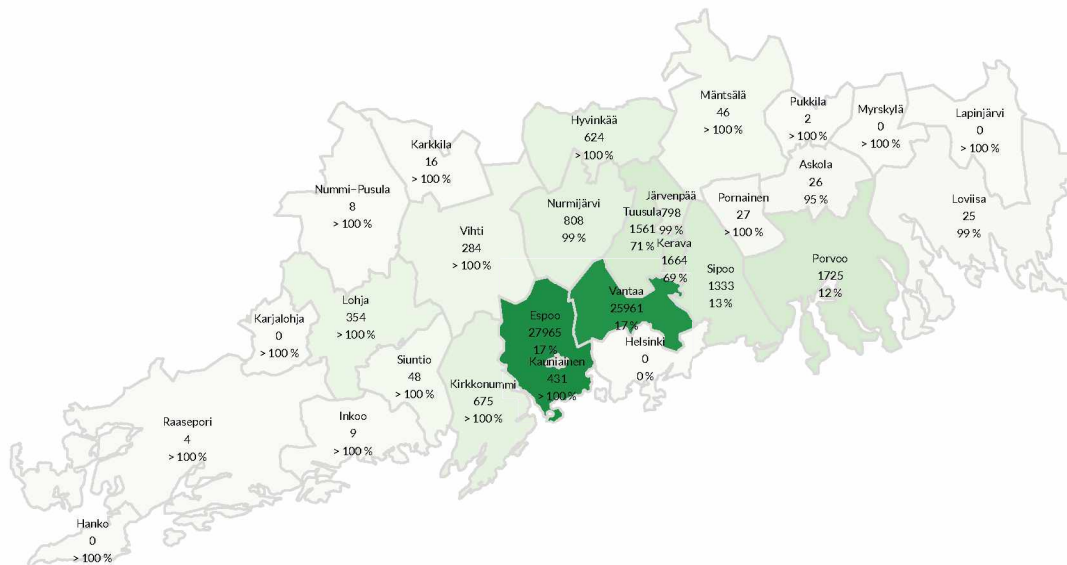 Mäntsälä
46
> 100 %
Pukkila
2
> 100 %
Myrskylä
0
> 100 %
Lapinjärvi
0
> 100 %
Hyvinkää
624
> 100 %
Karkkila
16
> 100 %
Askola
26
95 %
Nummi-Pusula
8
> 100 %
Nurmijärvi
808
99 %
Järvenpää
798
99 %
Tuusula
1561
71 %
Pornainen
27
> 100 %
Loviisa
25
99 %
Vihti
284
> 100 %
Kerava
1664
69 %
Sipoo
1333
13 %
Porvoo
1725
12 %
Lohja
354
> 100 %
Vantaa
25961
17 %
Karjalohja
0
> 100 %
Espoo
27965
17 %
Helsinki
0
0 %
Siuntio
48
> 100 %
Kauniainen
431
> 100 %
Kirkkonummi
675
> 100 %
Raasepori
4
> 100 %
Inkoo
9
> 100 %
Hanko
0
> 100 %